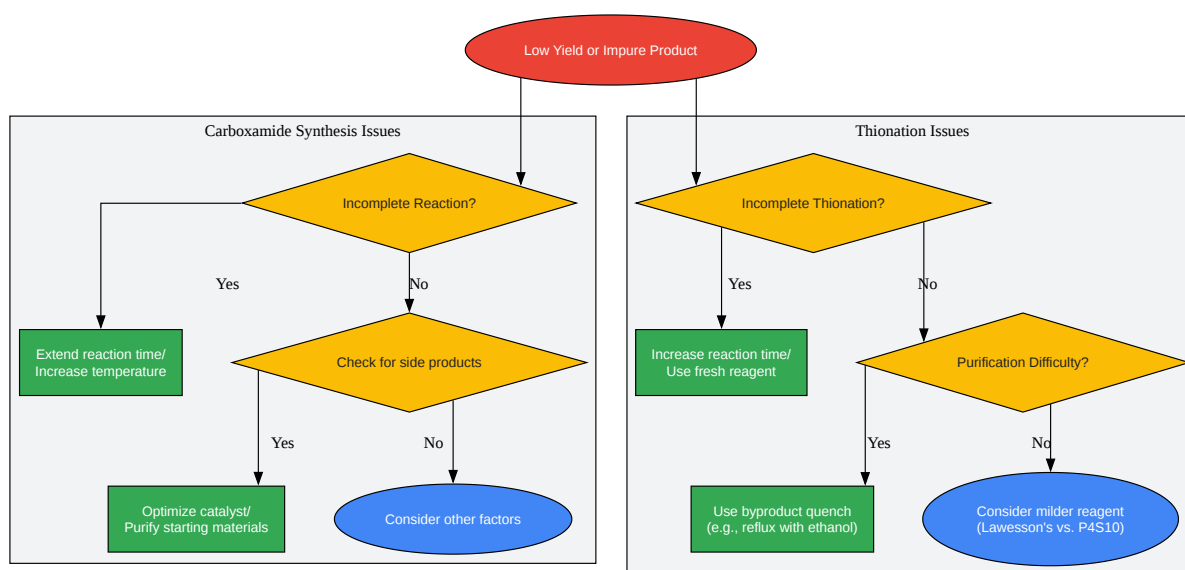 Low Yield or Impure Product
Carboxamide Synthesis Issues
Incomplete Reaction?
Yes
No
Extend reaction time/
Increase temperature
Check for side products
Yes
No
Optimize catalyst/
Purify starting materials
Consider other factors
Thionation Issues
Incomplete Thionation?
Yes
No
Increase reaction time/
Use fresh reagent
Purification Difficulty?
Yes
No
Use byproduct quench
(e.g., reflux with ethanol)
Consider milder reagent
(Lawesson's vs. P4S10)